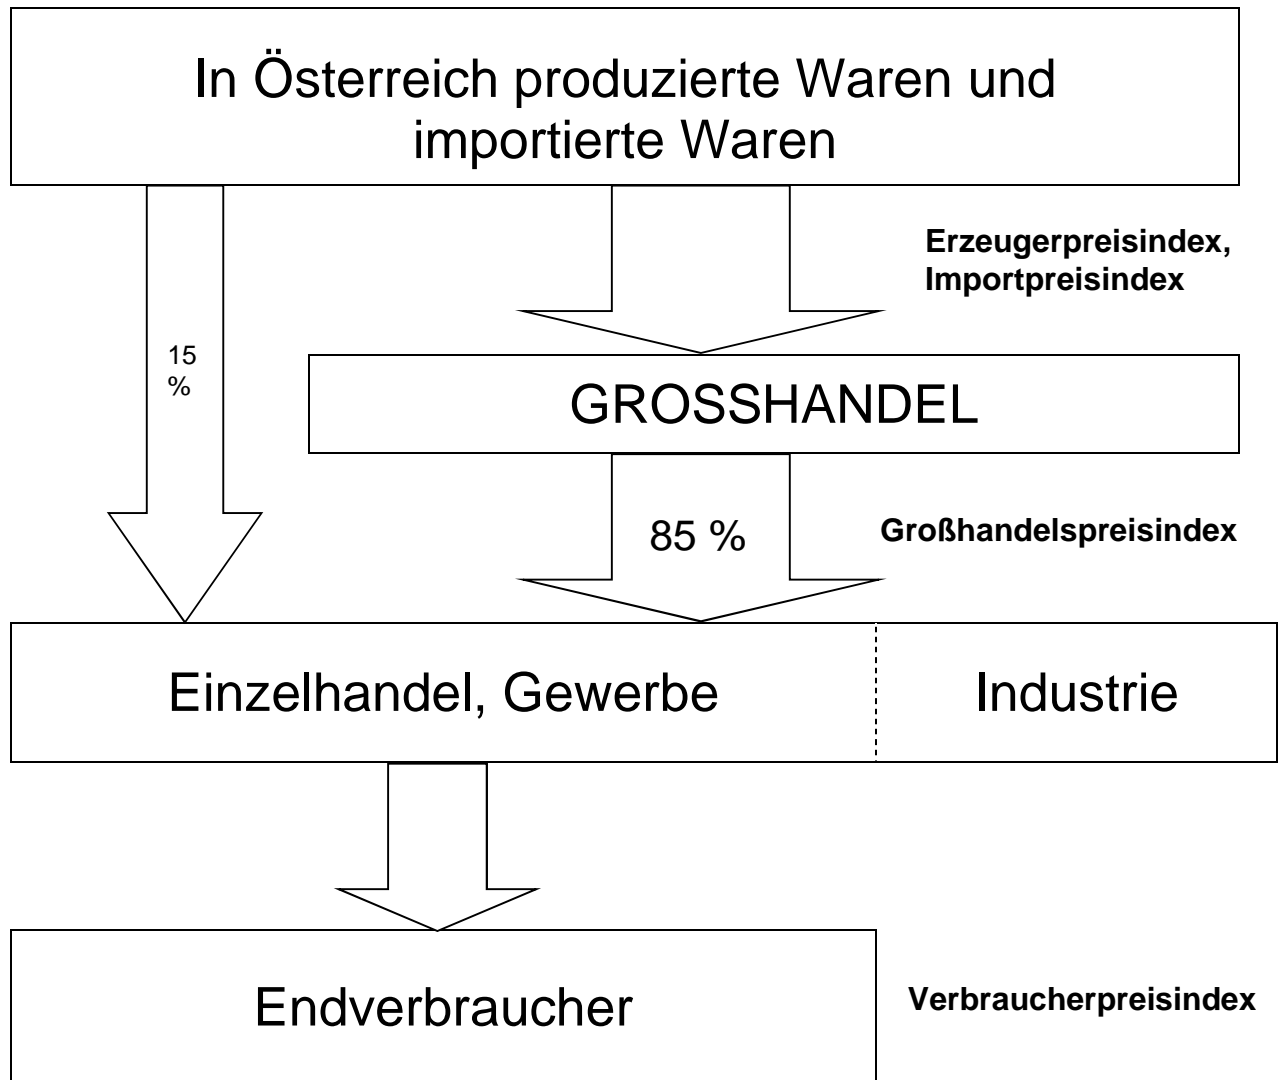 In Österreich produzierte Waren und
importierte Waren
Erzeugerpreisindex,
Importpreisindex
15
%
GROSSHANDEL
85 %
Großhandelspreisindex
Einzelhandel, Gewerbe
Industrie
Endverbraucher
Verbraucherpreisindex